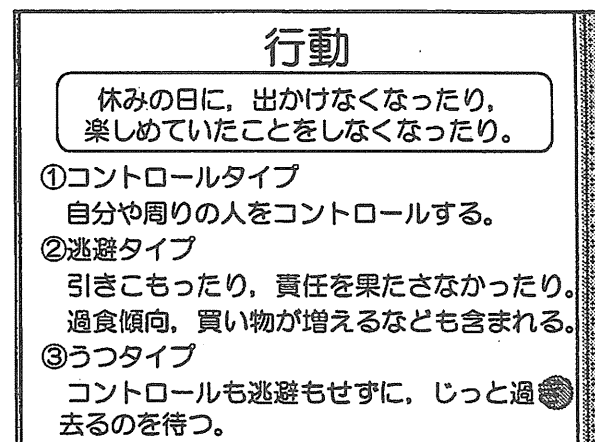 行動
休みの日に，出かけなくなったり，
楽しめていたことをしなくなったり。
①コントロールタイプ
自分や周りの人をコントロールする。
②逃避タイプ
引きこもったり，責任を果たさなかったり。
過食傾向，買い物が増えるなども含まれる。
③うつタイプ
コントロールも逃避もせずに，じっと過
去るのを待つ。